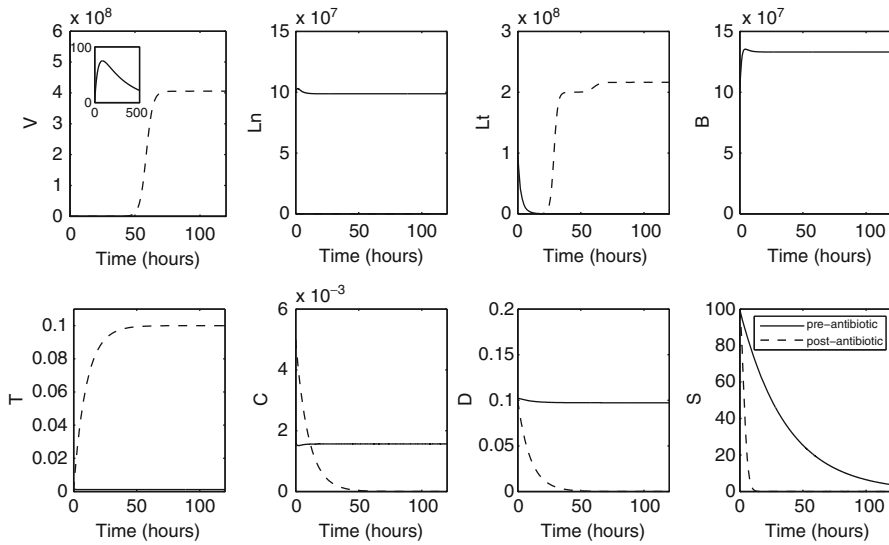 x 10^8
6
5
4
3
2
1
0
V
100
0
0 500
0 50 100
Time (hours)
x 10^7
15
10
5
0
Ln
0 50 100
Time (hours)
x 10^8
3
2
1
0
Lt
0 50 100
Time (hours)
x 10^7
15
10
5
0
B
0 50 100
Time (hours)
0.1
0.08
0.06
0.04
0.02
0
T
0 50 100
Time (hours)
x 10^−3
6
4
2
0
C
0 50 100
Time (hours)
0.2
0.15
0.1
0.05
0
D
0 50 100
Time (hours)
100
80
60
40
20
0
S
pre−antibiotic
post−antibiotic
0 50 100
Time (hours)